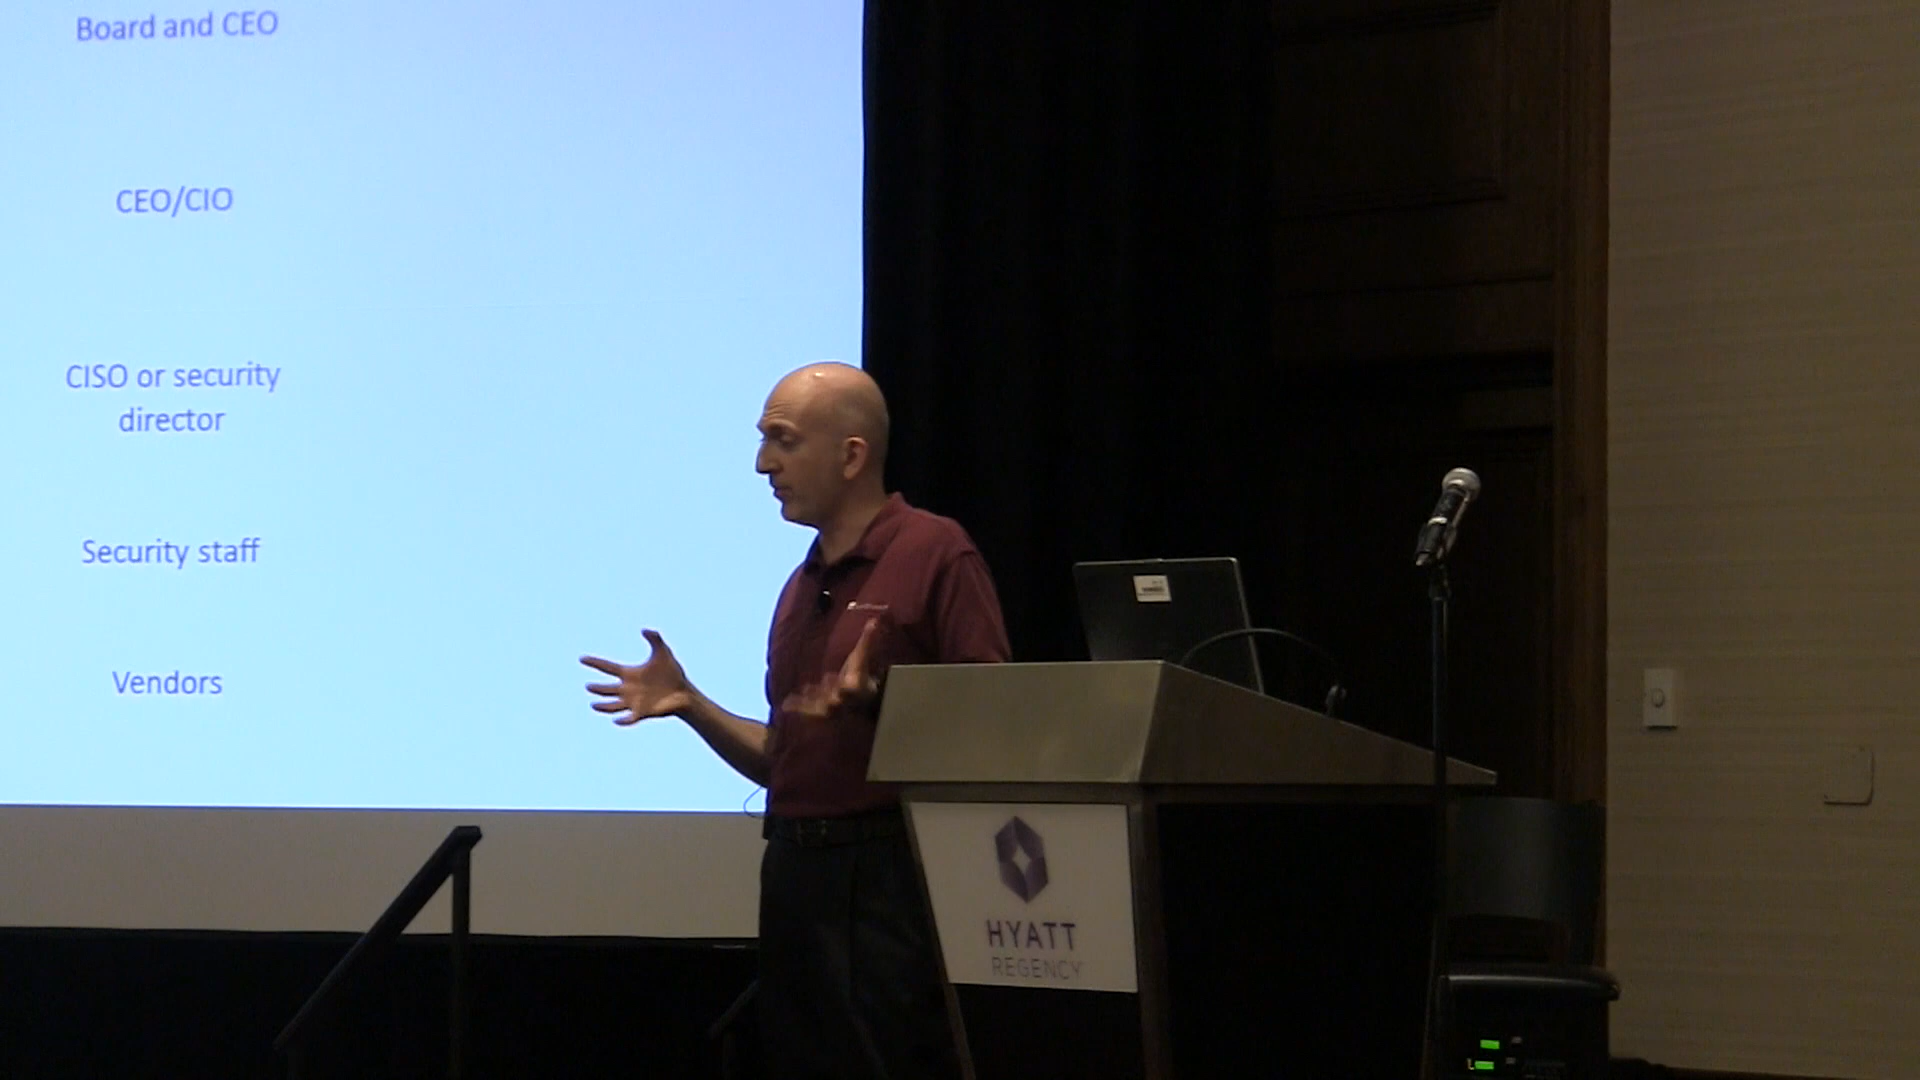 Board and CEO
CEO/CIO
CISO or security
director
Security staff
Vendors
HYATT
REGENCY